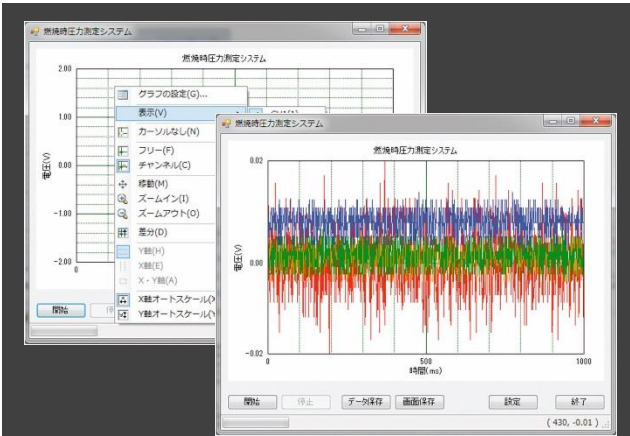 燃焼時圧力測定システム
燃焼時圧力測定システム
2.00
1.00
0.00
-1.00
-2.00
電圧(V)
0
グラフの設定(G)...
表示(V)
カーソルなし(N)
フリー(F)
チャンネル(C)
移動(M)
ズームイン(I)
ズームアウト(O)
差分(D)
Y軸(H)
X軸(E)
X・Y軸(A)
X軸オートスケール(X
Y軸オートスケール(Y
開始
燃焼時圧力測定システム
燃焼時圧力測定システム
0.02
0.00
-0.02
電圧(V)
0 500 1000
時間(ms)
開始 停止 データ保存 画面保存 設定 終了
( 430, -0.01 )